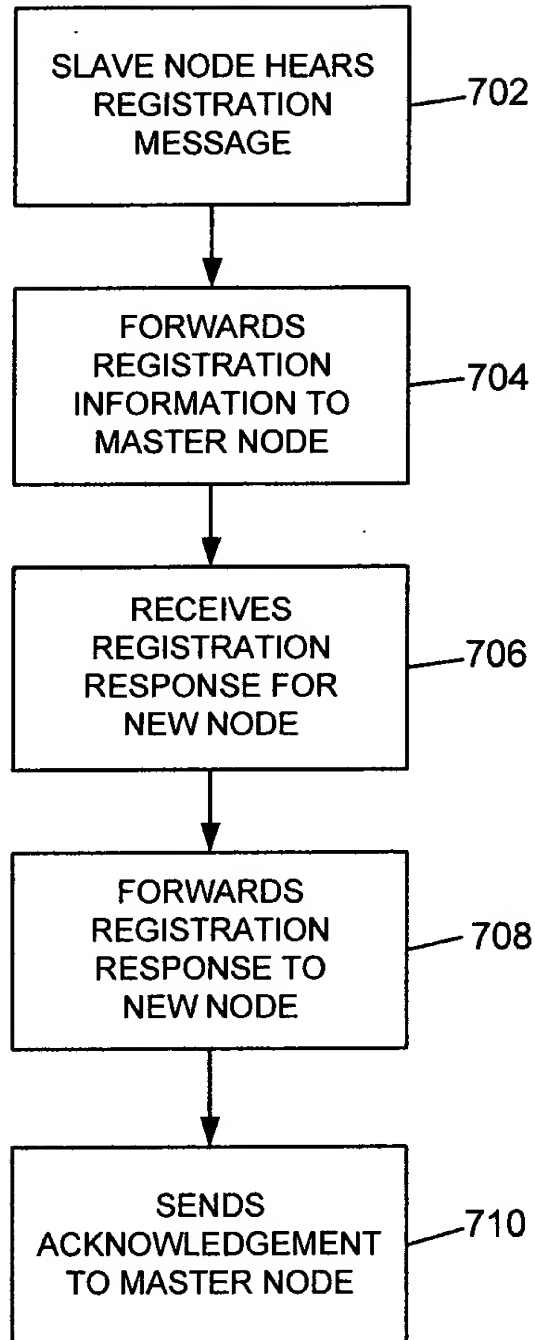 SLAVE NODE HEARS
REGISTRATION
MESSAGE
702
FORWARDS
REGISTRATION
INFORMATION TO
MASTER NODE
704
RECEIVES
REGISTRATION
RESPONSE FOR
NEW NODE
706
FORWARDS
REGISTRATION
RESPONSE TO
NEW NODE
708
SENDS
ACKNOWLEDGEMENT
TO MASTER NODE
710